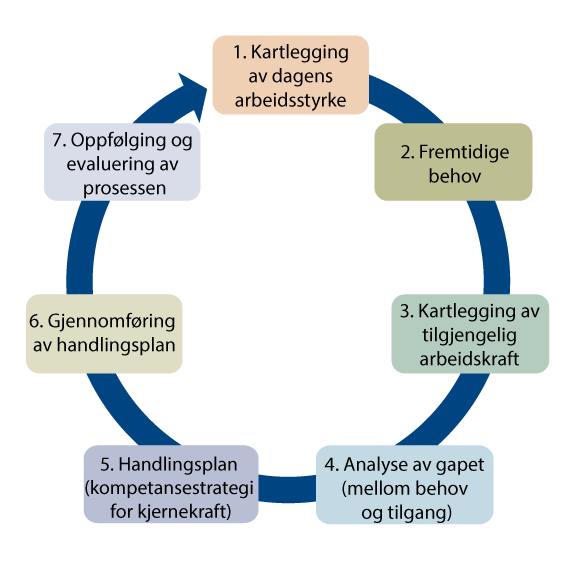 1. Kartlegging
av dagens
arbeidsstyrke
2. Fremtidige
behov
3. Kartlegging av
tilgjengelig
arbeidskraft
4. Analyse av gapet
(mellom behov
og tilgang)
5. Handlingsplan
(kompetansestrategi
for kjernekraft)
6. Gjennomføring
av handlingsplan
7. Oppfølging og
evaluering av
prosessen